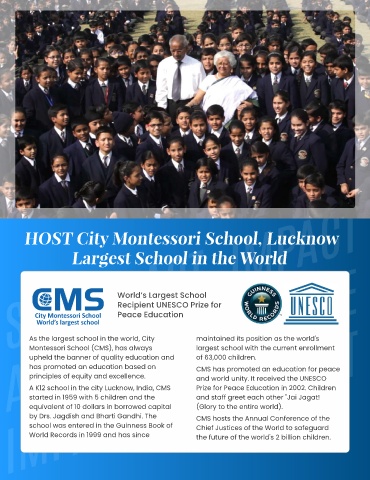 HOST City Montessori School, Lucknow
Largest School in the World
CMS
City Montessori School
World's largest school
World's Largest School
Recipient UNESCO Prize for
Peace Education
GUINNESS
WORLD RECORDS
UNESCO
As the largest school in the world, City
Montessori School (CMS), has always
upheld the banner of quality education and
has promoted an education based on
principles of equity and excellence.
A K12 school in the city Lucknow, India, CMS
started in 1959 with 5 children and the
equivalent of 10 dollars in borrowed capital
by Drs. Jagdish and Bharti Gandhi. The
school was entered in the Guinness Book of
World Records in 1999 and has since
maintained its position as the world's
largest school with the current enrollment
of 63,000 children.
CMS has promoted an education for peace
and world unity. It received the UNESCO
Prize for Peace Education in 2002. Children
and staff greet each other "Jai Jagat!
(Glory to the entire world).
CMS hosts the Annual Conference of the
Chief Justices of the World to safeguard
the future of the world's 2 billion children.